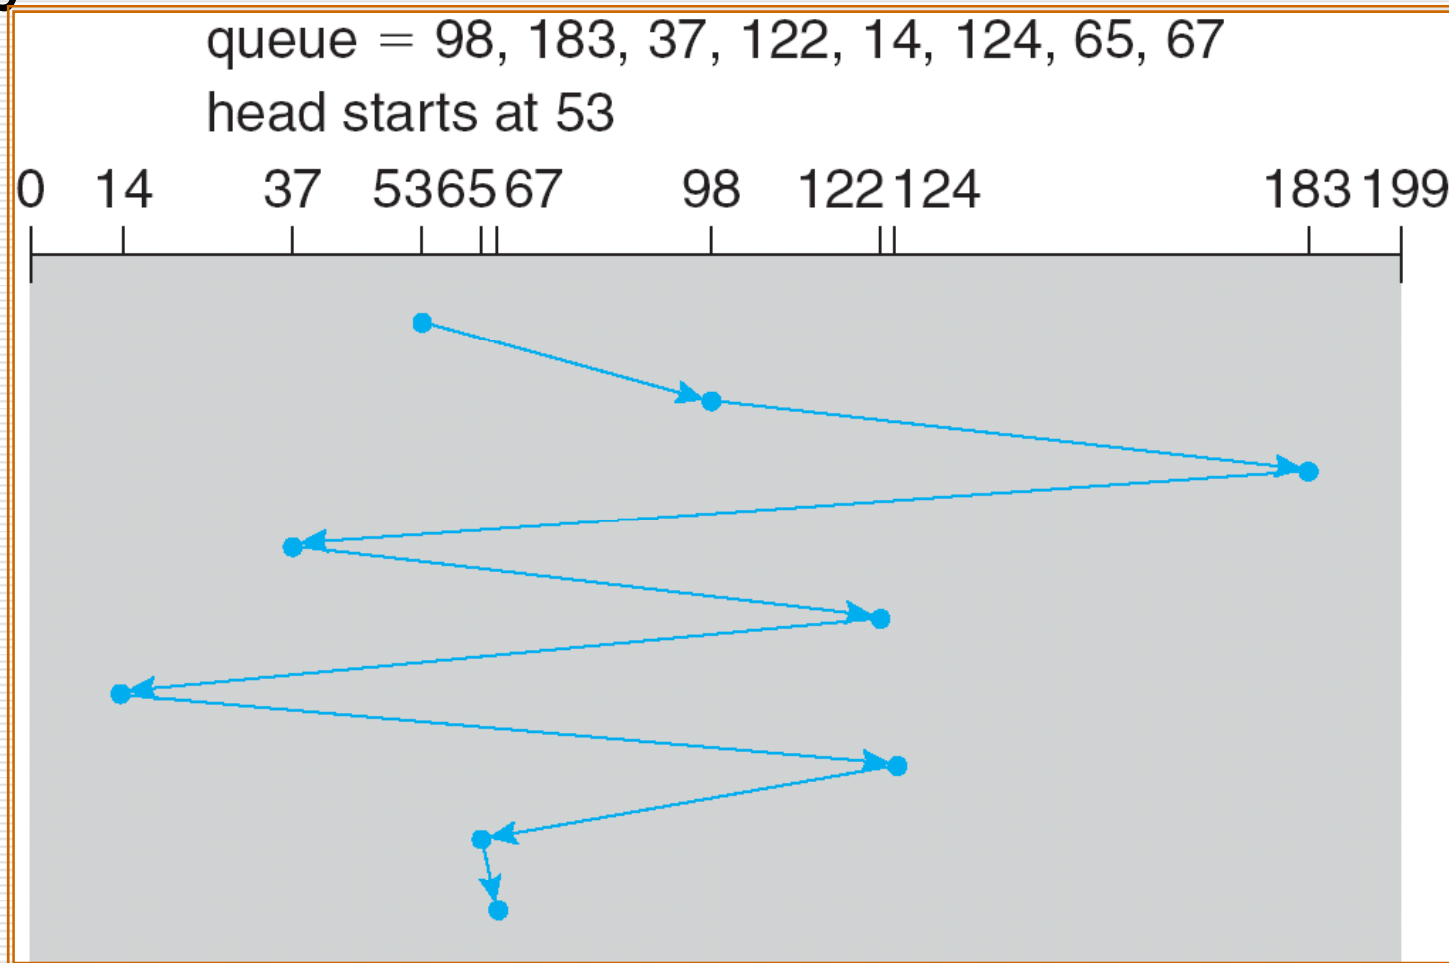 queue = 98, 183, 37, 122, 14, 124, 65, 67
head starts at 53
0 14 37 53 65 67 98 122 124 183 199